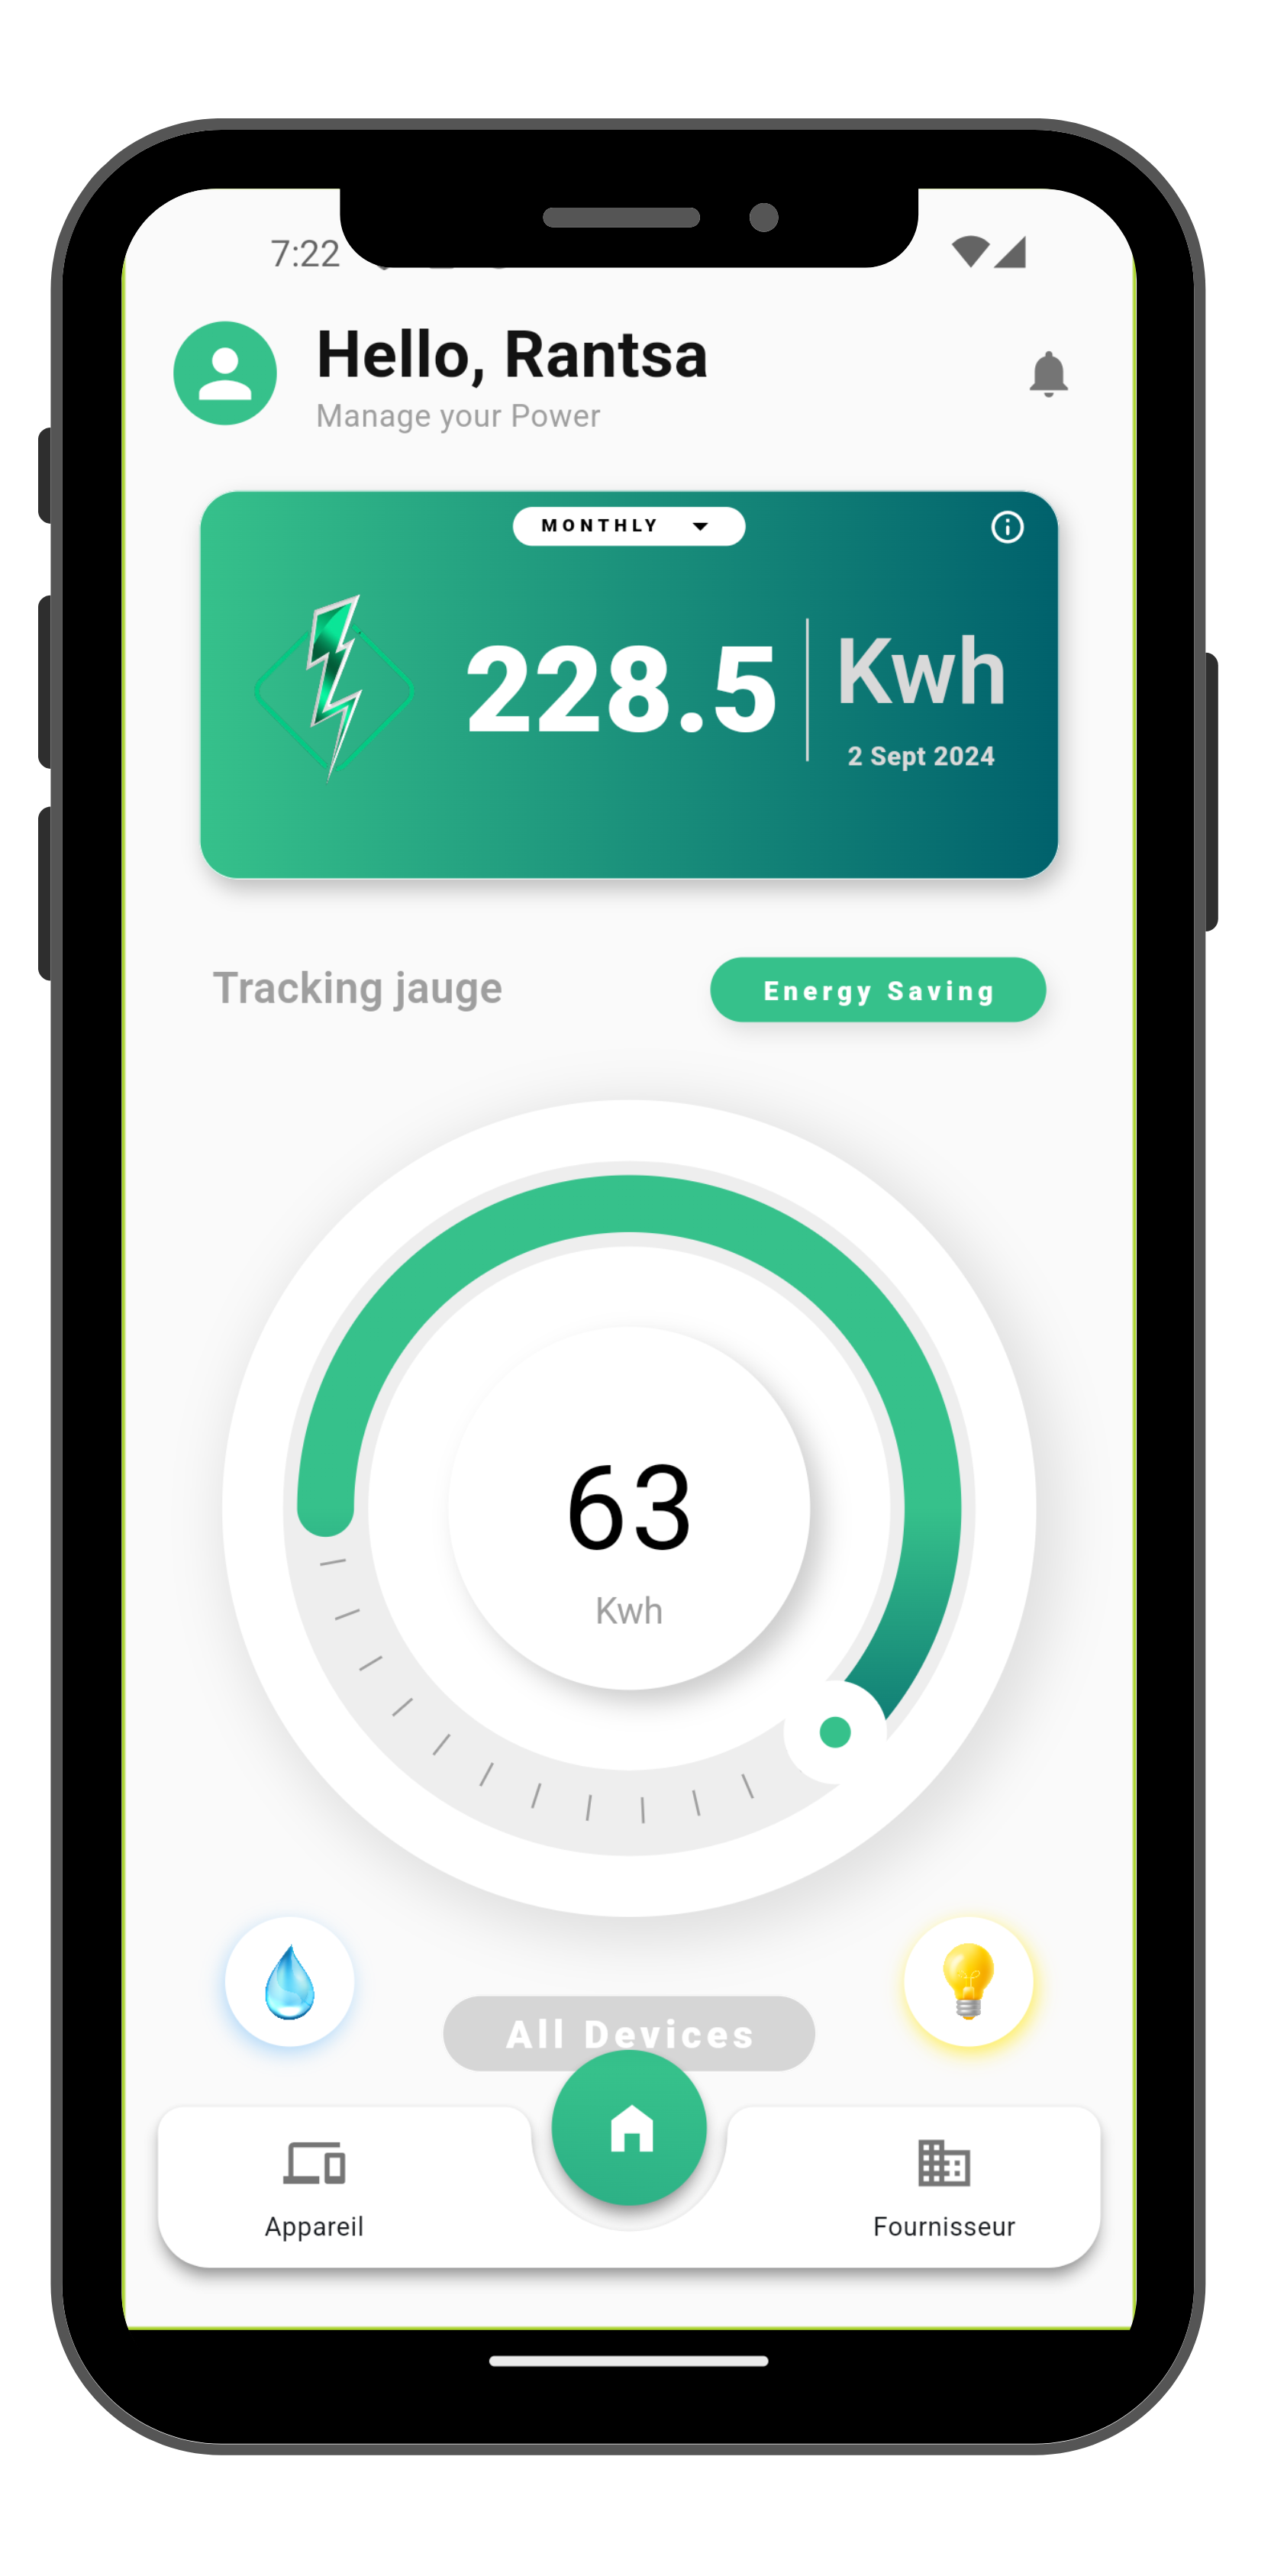 7:22
Hello, Rantsa
Manage your Power
MONTHLY
228.5
Kwh
2 Sept 2024
Tracking jauge
Energy Saving
63
Kwh
All Devices
Appareil
Fournisseur